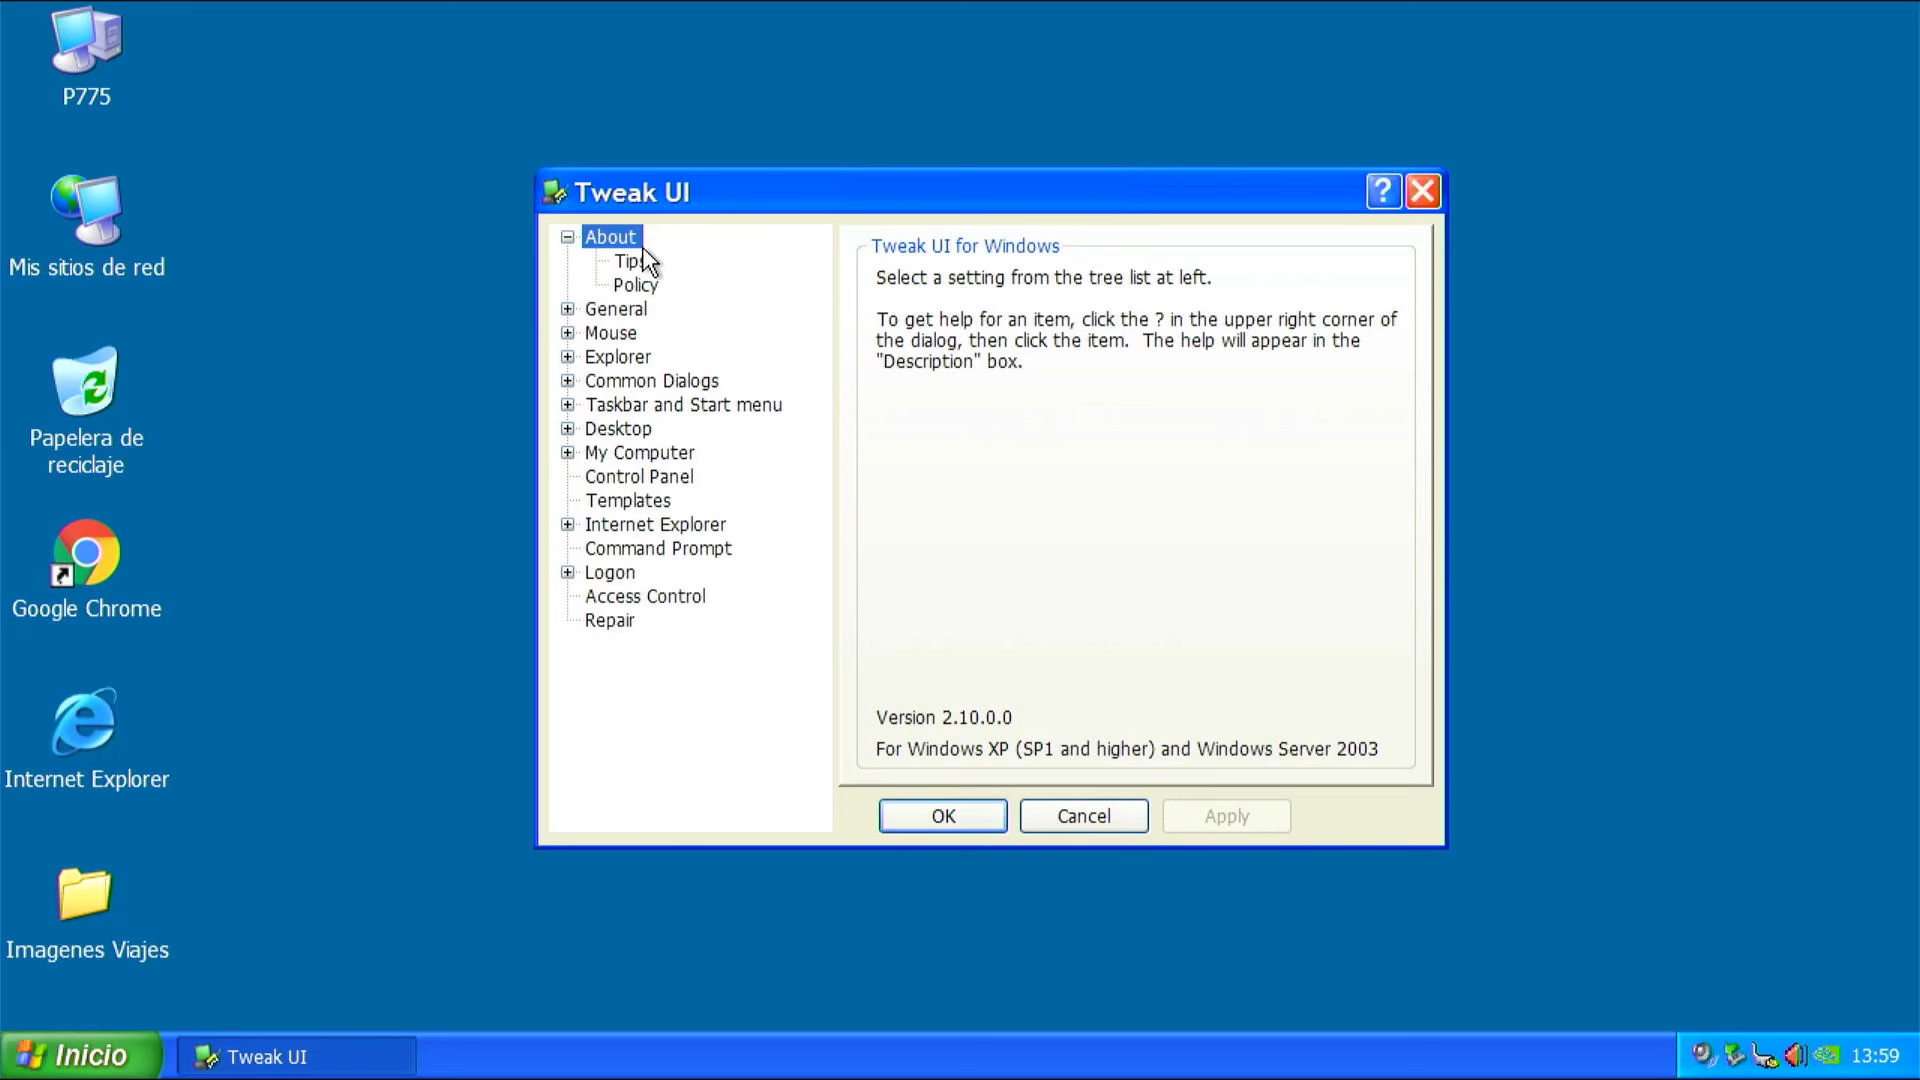 P775
Mis sitios de red
Papelera de
reciclaje
Google Chrome
Internet Explorer
Imagenes Viajes
Tweak UI
?
About
Tips
Policy
General
Mouse
Explorer
Common Dialogs
Taskbar and Start menu
Desktop
My Computer
Control Panel
Templates
Internet Explorer
Command Prompt
Logon
Access Control
Repair
Tweak UI for Windows
Select a setting from the tree list at left.
To get help for an item, click the ? in the upper right corner of
the dialog, then click the item. The help will appear in the
"Description" box.
Version 2.10.0.0
For Windows XP (SP1 and higher) and Windows Server 2003
OK
Cancel
Apply
Inicio
Tweak UI
13:59